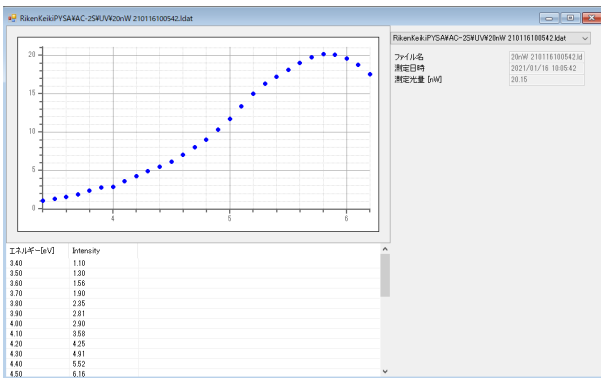 RikenKeikiPYSA¥AC-2S¥UV¥20nW 210116100542.ldat
RikenKeikiPYSA¥AC-2S¥UV¥20nW 210116100542.ldat
ファイル名 20nW 210116100542.ld
測定日時 2021/01/16 10:05:42
測定光量 [nW] 20.15
20
15
10
5
0
4 5 6
エネルギー[eV] Intensity
3.40 1.10
3.50 1.30
3.60 1.56
3.70 1.90
3.80 2.35
3.90 2.81
4.00 2.90
4.10 3.58
4.20 4.25
4.30 4.91
4.40 5.52
4.50 6.16